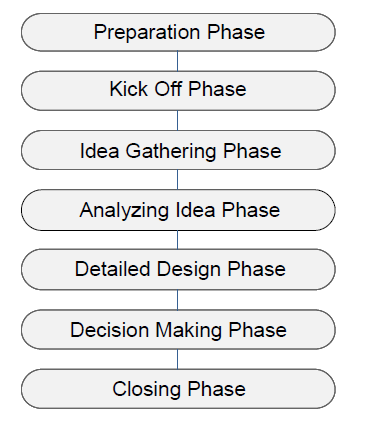 Preparation Phase
Kick Off Phase
Idea Gathering Phase
Analyzing Idea Phase
Detailed Design Phase
Decision Making Phase
Closing Phase